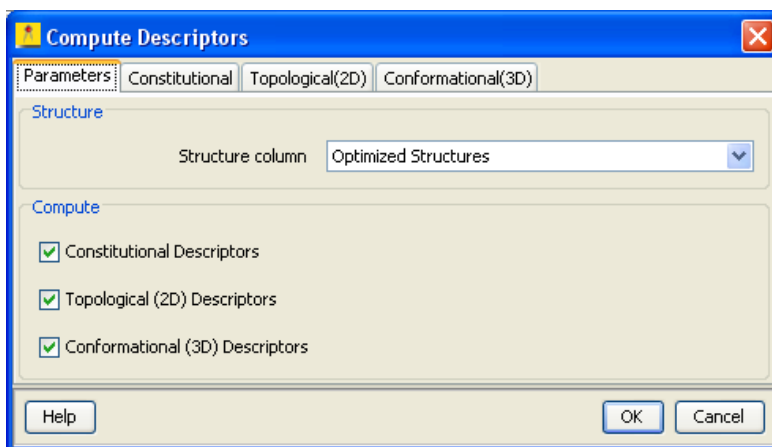 Compute Descriptors
Parameters Constitutional Topological(2D) Conformational(3D)
Structure
Structure column Optimized Structures
Compute
Constitutional Descriptors
Topological (2D) Descriptors
Conformational (3D) Descriptors
Help OK Cancel